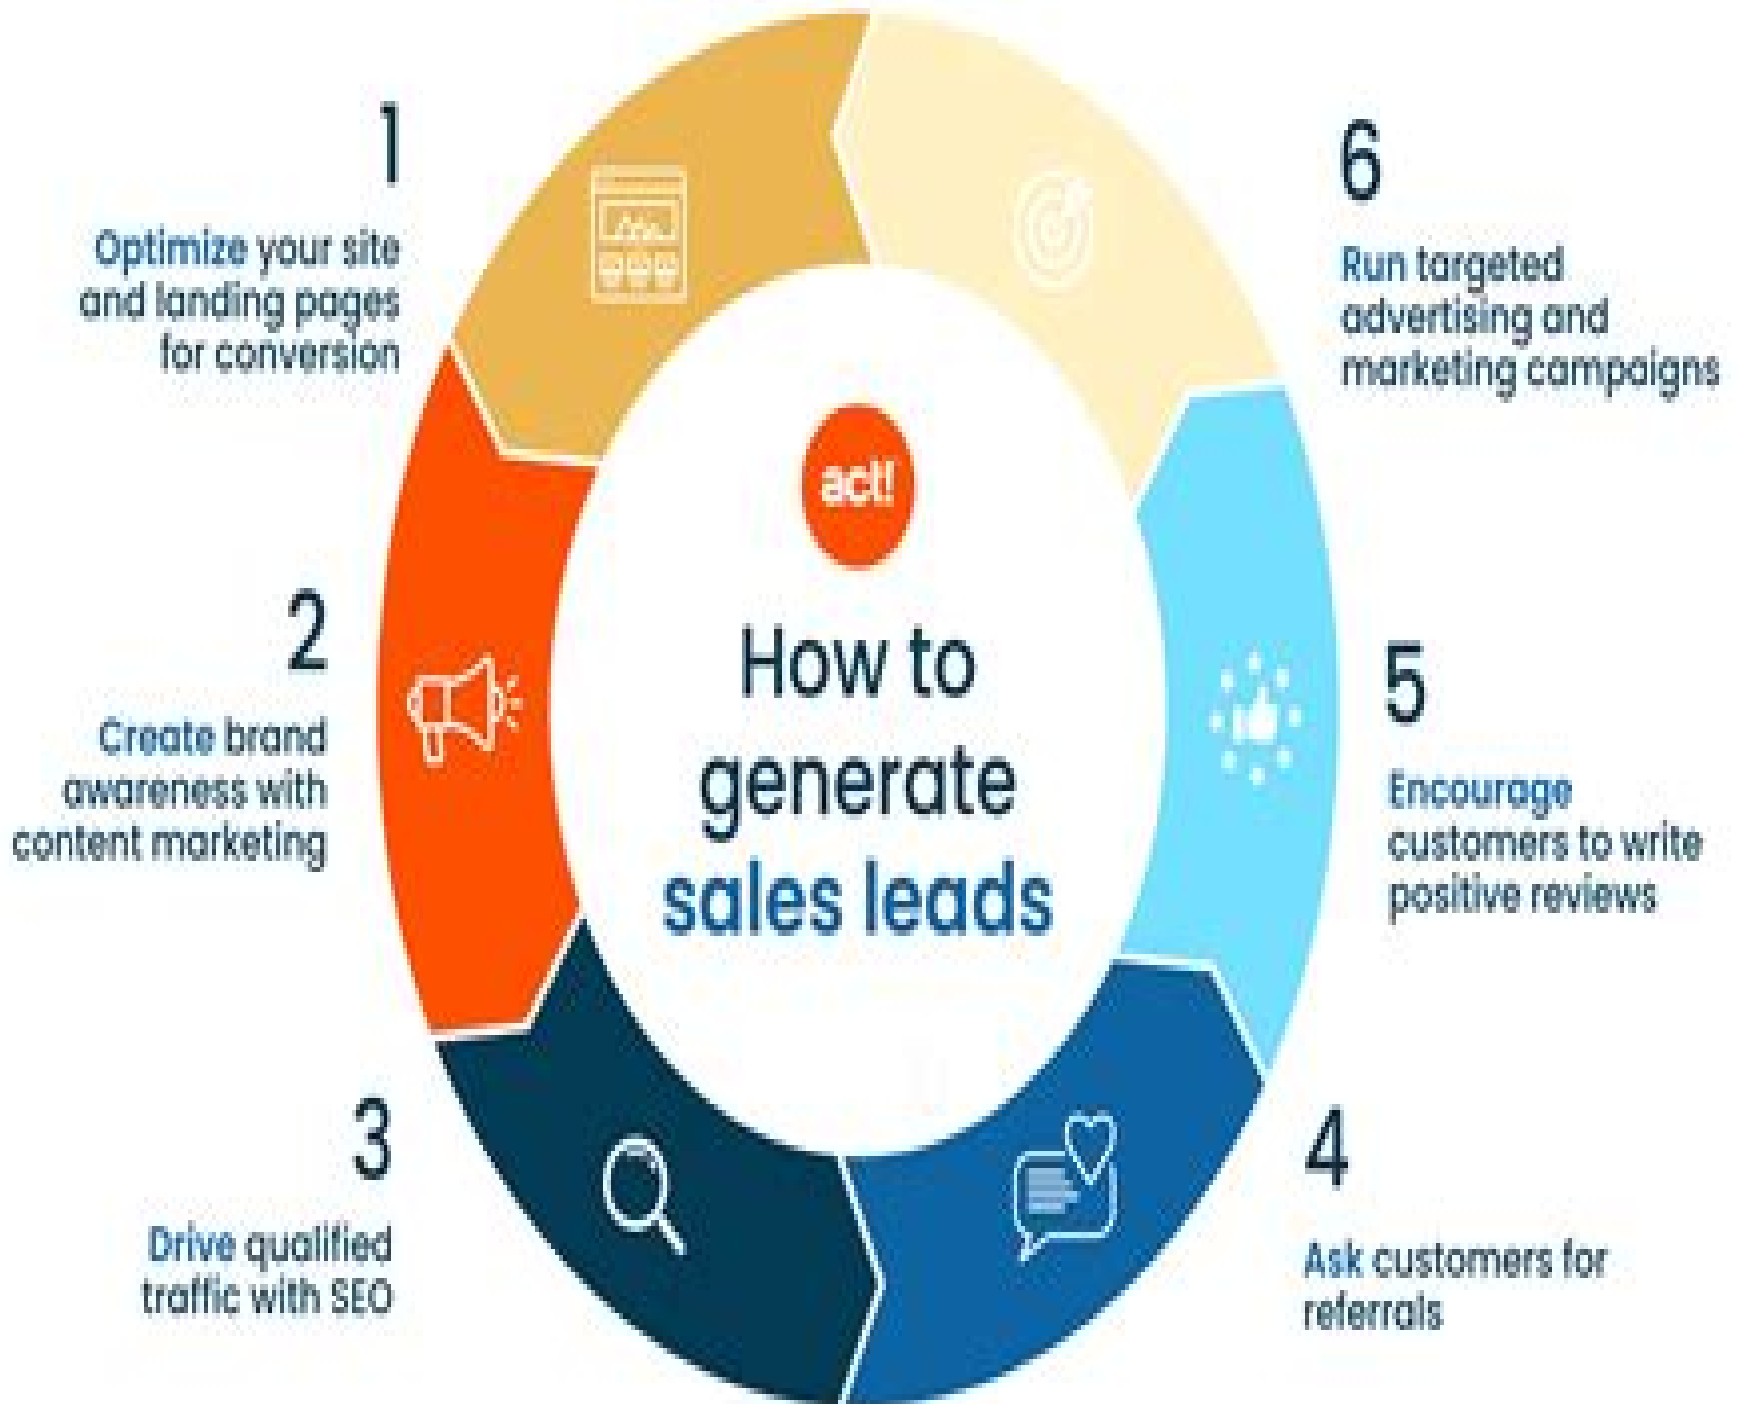 act!
How to
generate
sales leads
1
Optimize your site
and landing pages
for conversion
2
Create brand
awareness with
content marketing
3
Drive qualified
traffic with SEO
4
Ask customers for
referrals
5
Encourage
customers to write
positive reviews
6
Run targeted
advertising and
marketing campaigns